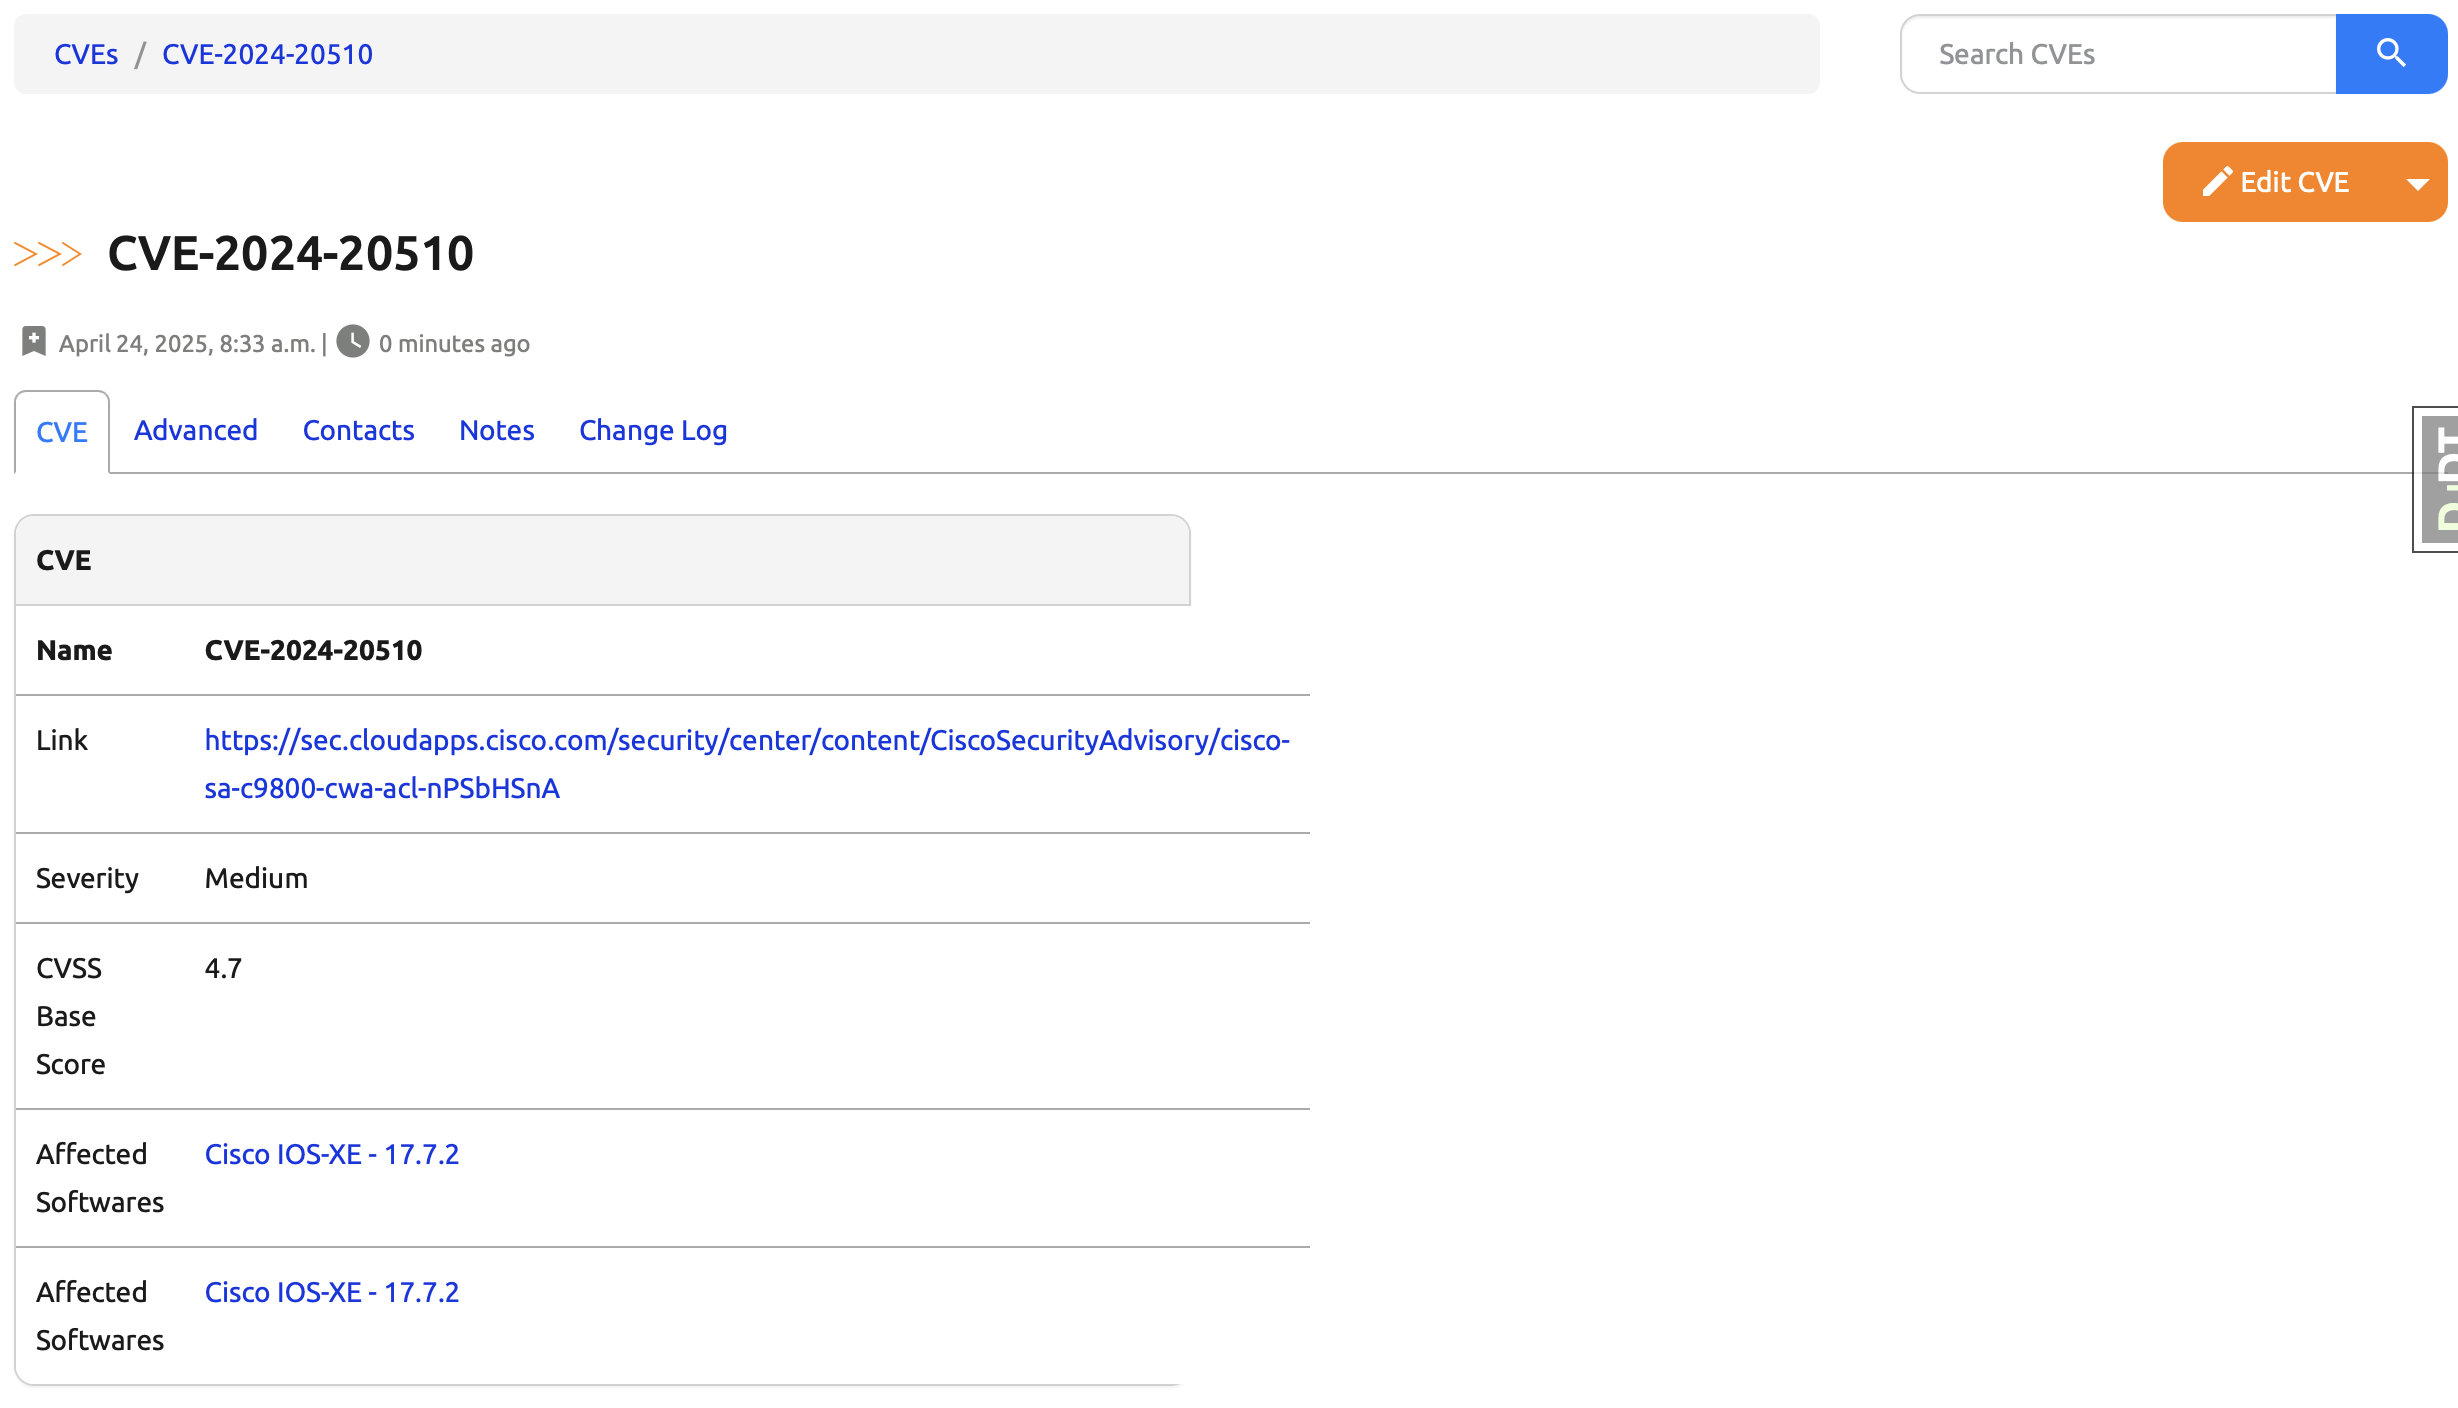 CVEs / CVE-2024-20510
Search CVEs
Edit CVE
>>> CVE-2024-20510
April 24, 2025, 8:33 a.m. | 0 minutes ago
CVE Advanced Contacts Notes Change Log
CVE
Name CVE-2024-20510
Link https://sec.cloudapps.cisco.com/security/center/content/CiscoSecurityAdvisory/cisco-
sa-c9800-cwa-acl-nPSbHSnA
Severity Medium
CVSS 4.7
Base
Score
Affected Cisco IOS-XE - 17.7.2
Softwares
Affected Cisco IOS-XE - 17.7.2
Softwares